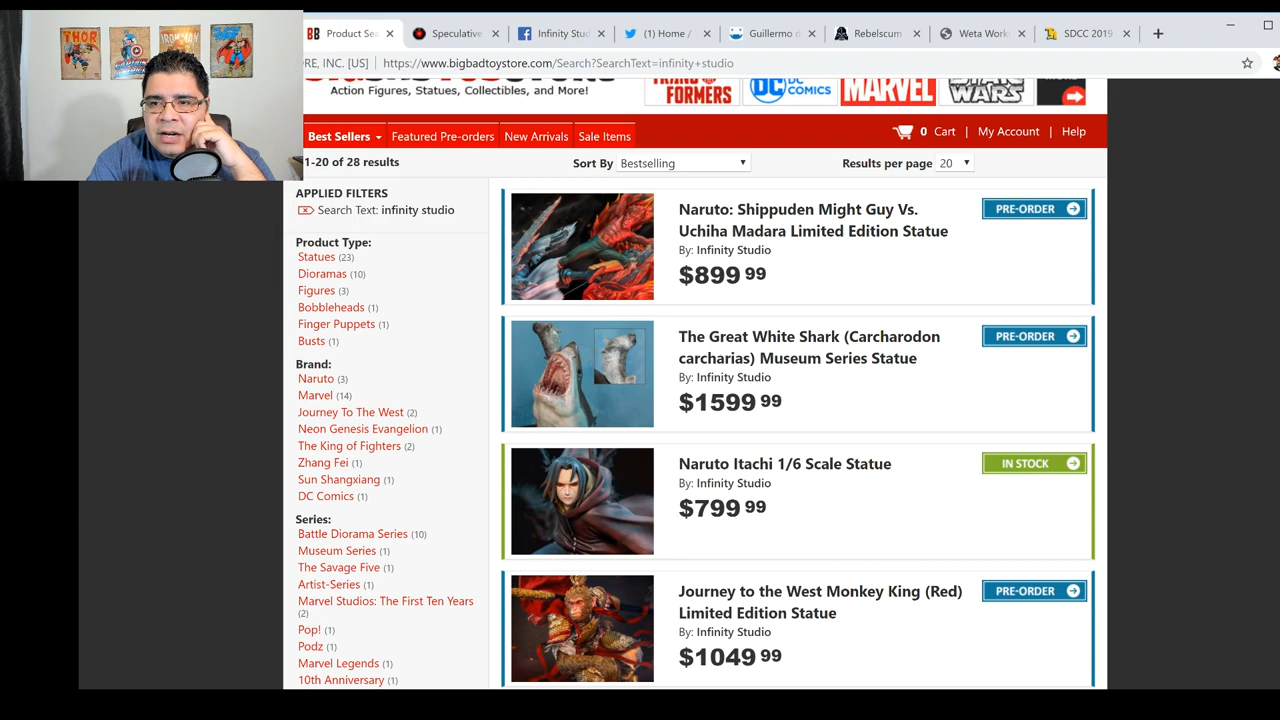 THOR
IRON MAN
Product Se
Speculative
Infinity Stud
(1) Home /
Guillermo d
Rebelscum
Weta Work
SDCC 2019
RE, INC. [US] | https://www.bigbadtoystore.com/Search?SearchText=infinity+studio
Action Figures, Statues, Collectibles, and More!
TRANSFORMERS
DC COMICS
MARVEL
STAR WARS
Best Sellers
Featured Pre-orders
New Arrivals
Sale Items
0 Cart | My Account | Help
1-20 of 28 results
Sort By Bestselling
Results per page 20
APPLIED FILTERS
Search Text: infinity studio
Product Type:
Statues (23)
Dioramas (10)
Figures (3)
Bobbleheads (1)
Finger Puppets (1)
Busts (1)
Brand:
Naruto (3)
Marvel (14)
Journey To The West (2)
Neon Genesis Evangelion (1)
The King of Fighters (2)
Zhang Fei (1)
Sun Shangxiang (1)
DC Comics (1)
Series:
Battle Diorama Series (10)
Museum Series (1)
The Savage Five (1)
Artist-Series (1)
Marvel Studios: The First Ten Years
(2)
Pop! (1)
Podz (1)
Marvel Legends (1)
10th Anniversary (1)
Naruto: Shippuden Might Guy Vs.
Uchiha Madara Limited Edition Statue
By: Infinity Studio
$899 99
PRE-ORDER
The Great White Shark (Carcharodon
carcharias) Museum Series Statue
By: Infinity Studio
$1599 99
PRE-ORDER
Naruto Itachi 1/6 Scale Statue
By: Infinity Studio
$799 99
IN STOCK
Journey to the West Monkey King (Red)
Limited Edition Statue
By: Infinity Studio
$1049 99
PRE-ORDER